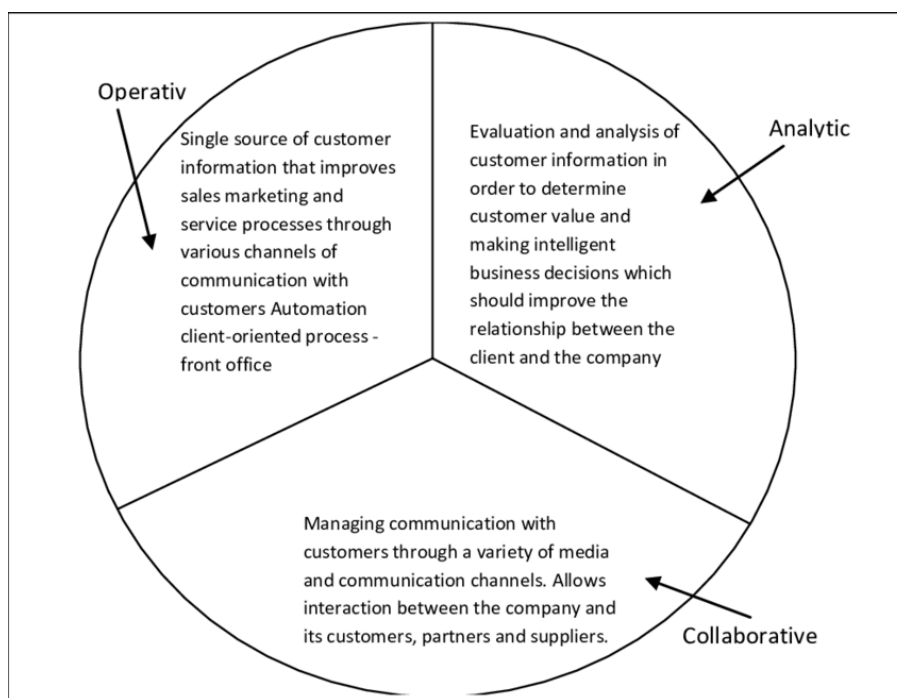 Operativ
Single source of customer
information that improves
sales marketing and
service processes through
various channels of
communication with
customers Automation
client-oriented process -
front office
Evaluation and analysis of
customer information in
order to determine
customer value and
making intelligent
business decisions which
should improve the
relationship between the
client and the company
Analytic
Managing communication with
customers through a variety of media
and communication channels. Allows
interaction between the company and
its customers, partners and suppliers.
Collaborative